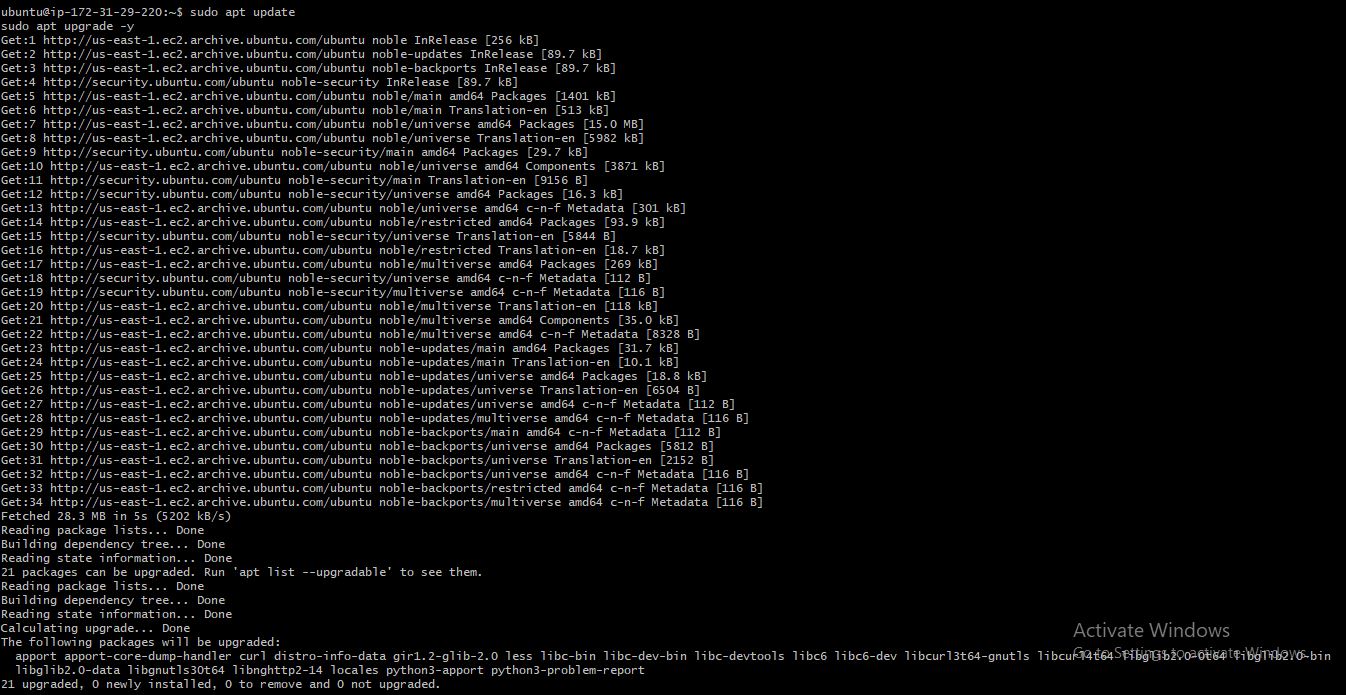 ubuntu@ip-172-31-29-220:~$ sudo apt update
sudo apt upgrade -y
Get:1 http://us-east-1.ec2.archive.ubuntu.com/ubuntu noble InRelease [256 kB]
Get:2 http://us-east-1.ec2.archive.ubuntu.com/ubuntu noble-updates InRelease [89.7 kB]
Get:3 http://us-east-1.ec2.archive.ubuntu.com/ubuntu noble-backports InRelease [89.7 kB]
Get:4 http://security.ubuntu.com/ubuntu noble-security InRelease [89.7 kB]
Get:5 http://us-east-1.ec2.archive.ubuntu.com/ubuntu noble/main amd64 Packages [1401 kB]
Get:6 http://us-east-1.ec2.archive.ubuntu.com/ubuntu noble/main Translation-en [513 kB]
Get:7 http://us-east-1.ec2.archive.ubuntu.com/ubuntu noble/universe amd64 Packages [15.0 MB]
Get:8 http://us-east-1.ec2.archive.ubuntu.com/ubuntu noble/universe Translation-en [5982 kB]
Get:9 http://security.ubuntu.com/ubuntu noble-security/main amd64 Packages [29.7 kB]
Get:10 http://us-east-1.ec2.archive.ubuntu.com/ubuntu noble/universe amd64 Components [3871 kB]
Get:11 http://security.ubuntu.com/ubuntu noble-security/main Translation-en [9156 B]
Get:12 http://security.ubuntu.com/ubuntu noble-security/universe amd64 Packages [16.3 kB]
Get:13 http://us-east-1.ec2.archive.ubuntu.com/ubuntu noble/universe amd64 c-n-f Metadata [301 kB]
Get:14 http://us-east-1.ec2.archive.ubuntu.com/ubuntu noble/restricted amd64 Packages [93.9 kB]
Get:15 http://security.ubuntu.com/ubuntu noble-security/universe Translation-en [5844 B]
Get:16 http://us-east-1.ec2.archive.ubuntu.com/ubuntu noble/restricted Translation-en [18.7 kB]
Get:17 http://us-east-1.ec2.archive.ubuntu.com/ubuntu noble/multiverse amd64 Packages [269 kB]
Get:18 http://security.ubuntu.com/ubuntu noble-security/universe amd64 c-n-f Metadata [112 B]
Get:19 http://security.ubuntu.com/ubuntu noble-security/multiverse amd64 c-n-f Metadata [116 B]
Get:20 http://us-east-1.ec2.archive.ubuntu.com/ubuntu noble/multiverse Translation-en [118 kB]
Get:21 http://us-east-1.ec2.archive.ubuntu.com/ubuntu noble/multiverse amd64 Components [35.0 kB]
Get:22 http://us-east-1.ec2.archive.ubuntu.com/ubuntu noble/multiverse amd64 c-n-f Metadata [8328 B]
Get:23 http://us-east-1.ec2.archive.ubuntu.com/ubuntu noble-updates/main amd64 Packages [31.7 kB]
Get:24 http://us-east-1.ec2.archive.ubuntu.com/ubuntu noble-updates/main Translation-en [10.1 kB]
Get:25 http://us-east-1.ec2.archive.ubuntu.com/ubuntu noble-updates/universe amd64 Packages [18.8 kB]
Get:26 http://us-east-1.ec2.archive.ubuntu.com/ubuntu noble-updates/universe Translation-en [6504 B]
Get:27 http://us-east-1.ec2.archive.ubuntu.com/ubuntu noble-updates/universe amd64 c-n-f Metadata [112 B]
Get:28 http://us-east-1.ec2.archive.ubuntu.com/ubuntu noble-updates/multiverse amd64 c-n-f Metadata [116 B]
Get:29 http://us-east-1.ec2.archive.ubuntu.com/ubuntu noble-backports/main amd64 c-n-f Metadata [112 B]
Get:30 http://us-east-1.ec2.archive.ubuntu.com/ubuntu noble-backports/universe amd64 Packages [5812 B]
Get:31 http://us-east-1.ec2.archive.ubuntu.com/ubuntu noble-backports/universe Translation-en [2152 B]
Get:32 http://us-east-1.ec2.archive.ubuntu.com/ubuntu noble-backports/universe amd64 c-n-f Metadata [116 B]
Get:33 http://us-east-1.ec2.archive.ubuntu.com/ubuntu noble-backports/restricted amd64 c-n-f Metadata [116 B]
Get:34 http://us-east-1.ec2.archive.ubuntu.com/ubuntu noble-backports/multiverse amd64 c-n-f Metadata [116 B]
Fetched 28.3 MB in 5s (5202 kB/s)
Reading package lists... Done
Building dependency tree... Done
Reading state information... Done
21 packages can be upgraded. Run 'apt list --upgradable' to see them.
Reading package lists... Done
Building dependency tree... Done
Reading state information... Done
Calculating upgrade... Done
The following packages will be upgraded:
apport apport-core-dump-handler curl distro-info-data gir1.2-glib-2.0 less libc-bin libc-dev-bin libc-devtools libc6 libc6-dev libcurl3t64-gnutls libcurl4t64 libglib2.0-0t64 libglib2.0-bin
libglib2.0-data libgnutls30t64 libnghttp2-14 locales python3-apport python3-problem-report
21 upgraded, 0 newly installed, 0 to remove and 0 not upgraded.
Activate Windows
Go to Settings to activate Windows.